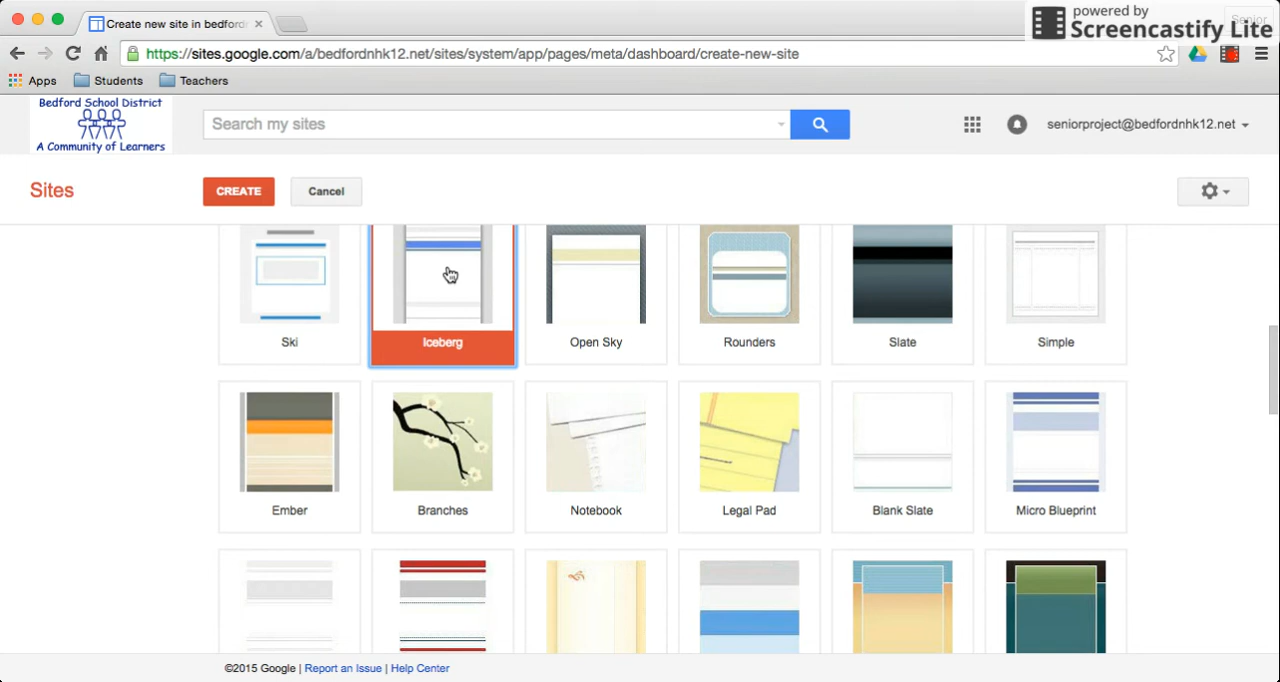 Create new site in bedford
powered by
Screencastify Lite
Senior
https://sites.google.com/a/bedfordnhk12.net/sites/system/app/pages/meta/dashboard/create-new-site
Apps Students Teachers
Bedford School District
A Community of Learners
Search my sites
seniorproject@bedfordnhk12.net
Sites
CREATE
Cancel
Ski
Iceberg
Open Sky
Rounders
Slate
Simple
Ember
Branches
Notebook
Legal Pad
Blank Slate
Micro Blueprint
©2015 Google | Report an Issue | Help Center